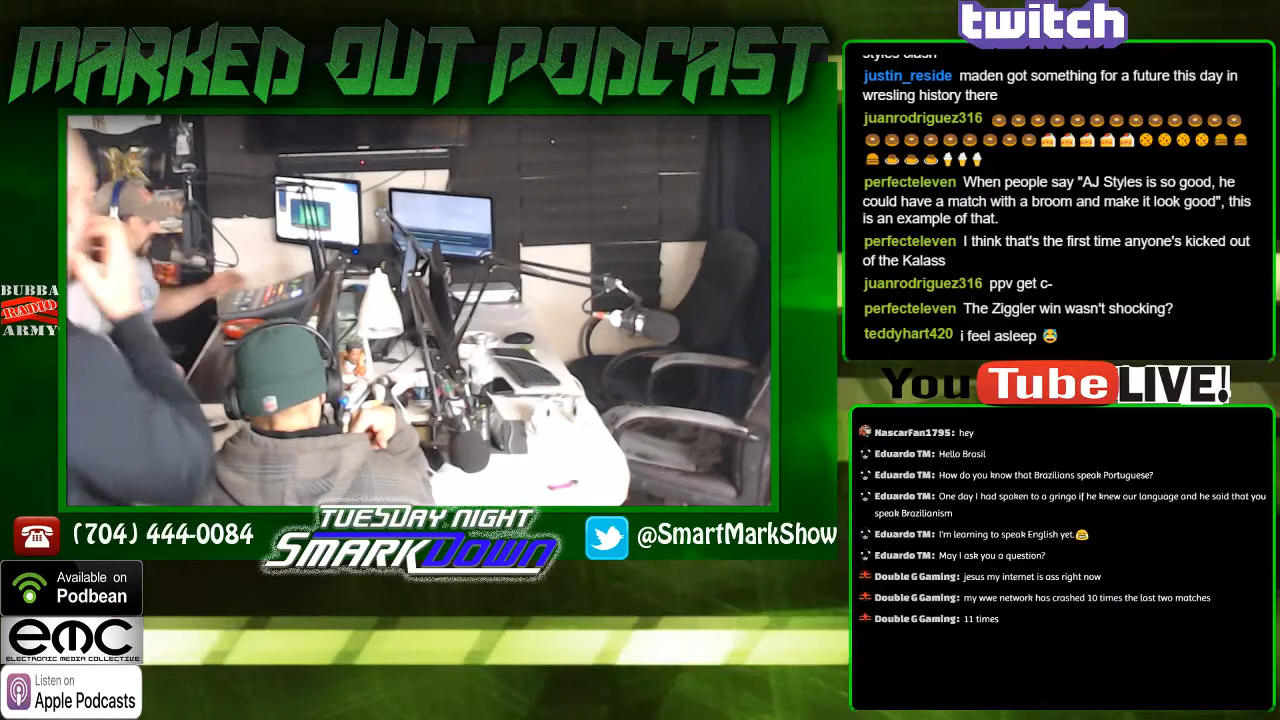 MARKED OUT PODCAST
twitch
styles clash
justin_reside maden got something for a future this day in
wresling history there
juanrodriguez316 🍩🍩🍩🍩🍩🍩🍩🍩🍩🍩🍩🍩🍩
🍩🍩🍩🍩🍩🍩🍩🍩🍩🍰🍰🍰🍰🍰🍪🍪🍪🍪🍔🍔
🍔🍮🍮🍮🍦🍦🍦
perfecteleven When people say "AJ Styles is so good, he
could have a match with a broom and make it look good", this
is an example of that.
perfecteleven I think that's the first time anyone's kicked out
of the Kalass
juanrodriguez316 ppv get c-
perfecteleven The Ziggler win wasn't shocking?
teddyhart420 i feel asleep 😪
BUBBA
RADIO
ARMY
You Tube LIVE!
NascarFan1795: hey
Eduardo TM: Hello Brasil
Eduardo TM: How do you know that Brazilians speak Portuguese?
Eduardo TM: One day I had spoken to a gringo if he knew our language and he said that you
speak Brazilianism
Eduardo TM: I'm learning to speak English yet.😂
Eduardo TM: May I ask you a question?
Double G Gaming: jesus my internet is ass right now
Double G Gaming: my wwe network has crashed 10 times the last two matches
Double G Gaming: 11 times
(704) 444-0084
TUESDAY NIGHT
SMARKDOWN
@SmartMarkShow
Available on
Podbean
emc
ELECTRONIC MEDIA COLLECTIVE
Listen on
Apple Podcasts